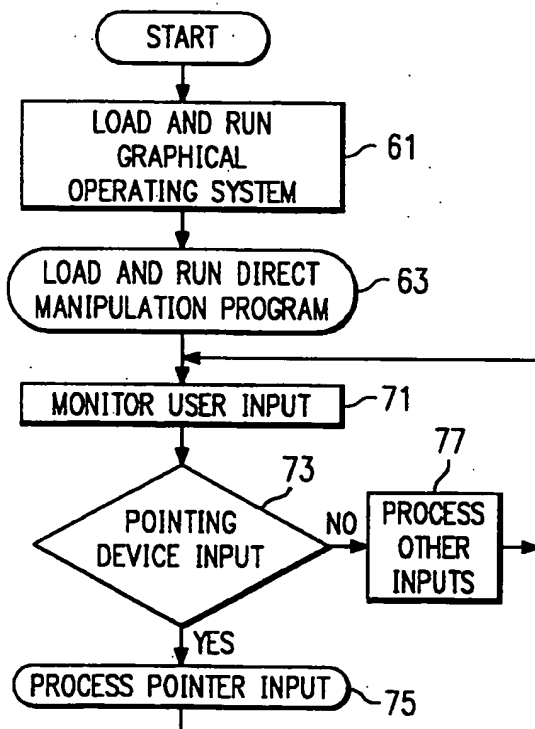 START
LOAD AND RUN
GRAPHICAL
OPERATING SYSTEM
61
LOAD AND RUN DIRECT
MANIPULATION PROGRAM
63
MONITOR USER INPUT
71
73
POINTING
DEVICE INPUT
NO
77
PROCESS
OTHER
INPUTS
YES
PROCESS POINTER INPUT
75